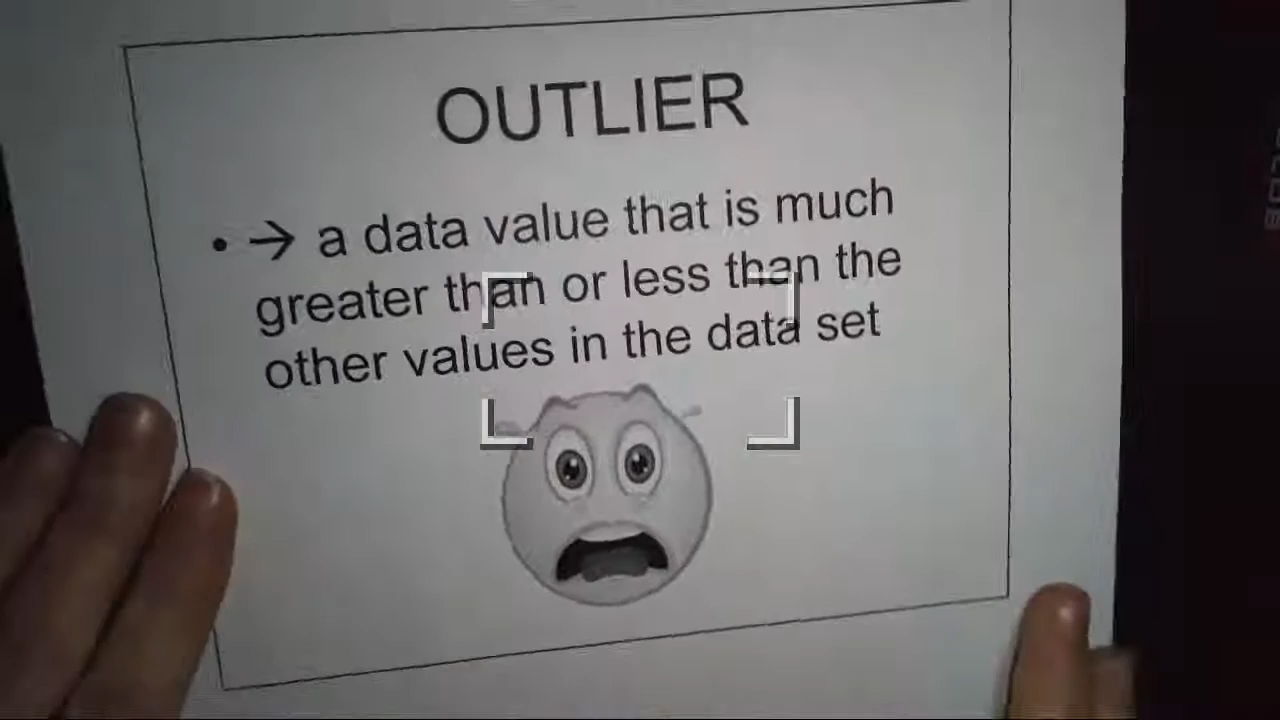 OUTLIER
• → a data value that is much
greater than or less than the
other values in the data set